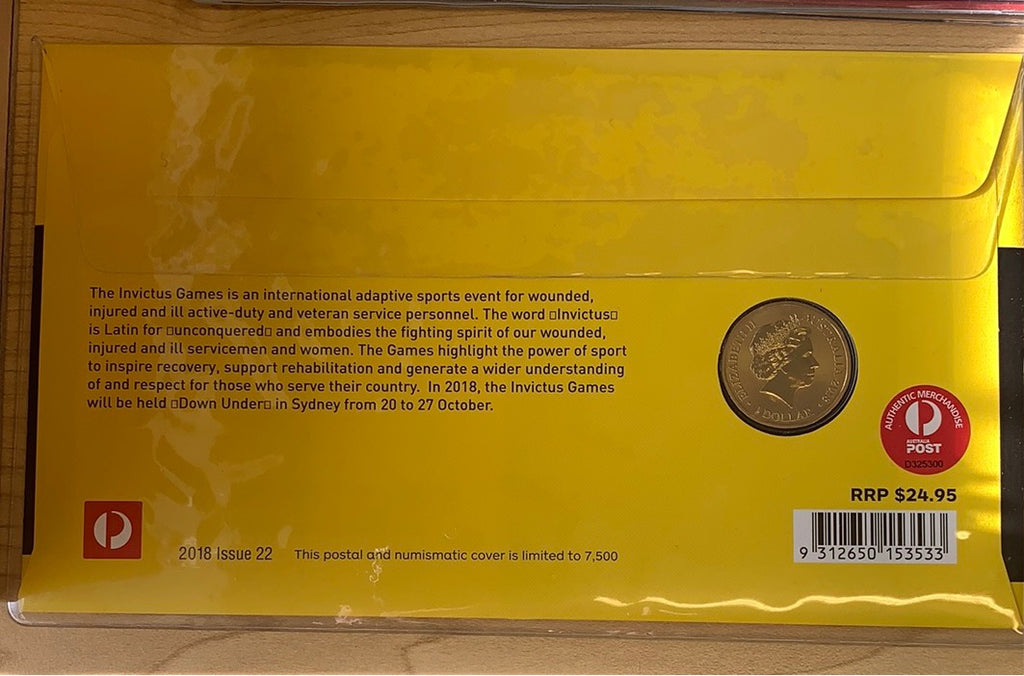 The Invictus Games is an international adaptive sports event for wounded,
injured and ill active-duty and veteran service personnel. The word □Invictus□
is Latin for □unconquered□ and embodies the fighting spirit of our wounded,
injured and ill servicemen and women. The Games highlight the power of sport
to inspire recovery, support rehabilitation and generate a wider understanding
of and respect for those who serve their country. In 2018, the Invictus Games
will be held □Down Under□ in Sydney from 20 to 27 October.
ELIZABETH II AUSTRALIA 2018
1 DOLLAR
AUTHENTIC MERCHANDISE
AUSTRALIA
POST
D325300
RRP $24.95
9 312650 153533
2018 Issue 22 This postal and numismatic cover is limited to 7,500